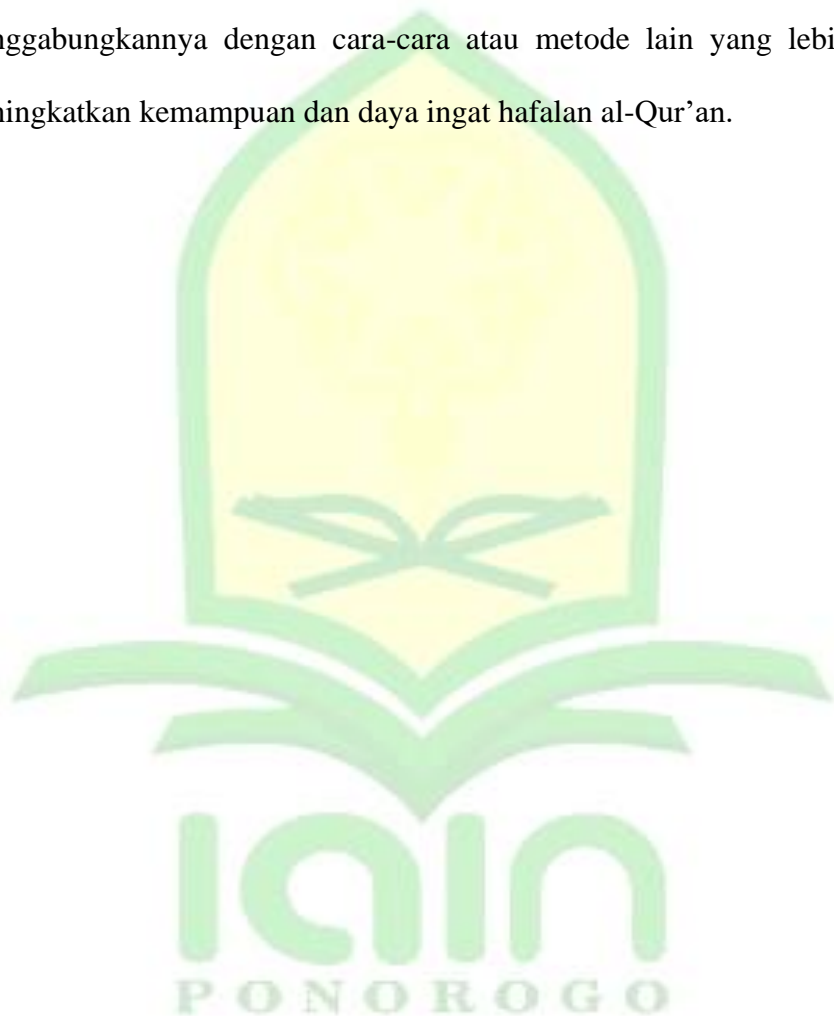 nggabungkannya dengan cara-cara atau metode lain yang lebi
ningkatkan kemampuan dan daya ingat hafalan al-Qur’an.
IAIN
PONOROGO